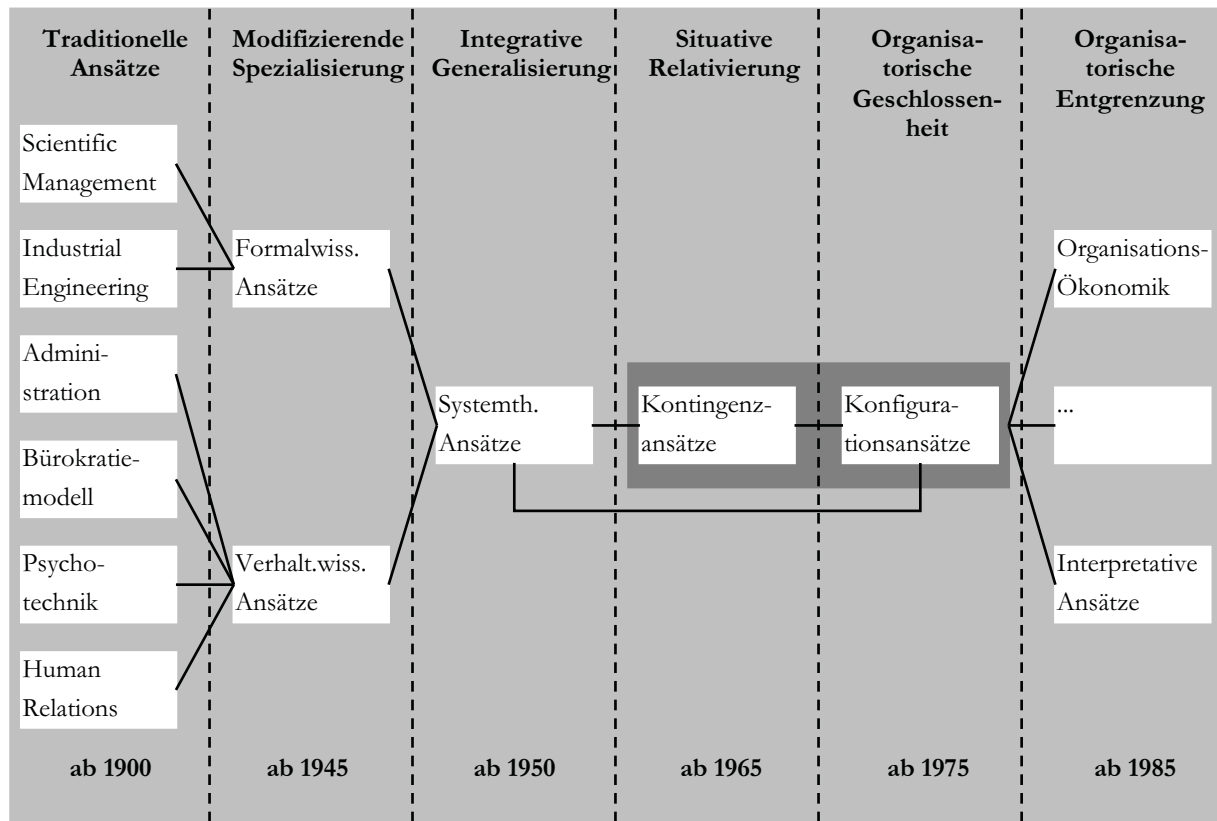 Traditionelle
Ansätze
Modifizierende
Spezialisierung
Integrative
Generalisierung
Situative
Relativierung
Organisa-
torische
Geschlossen-
heit
Organisa-
torische
Entgrenzung
Scientific
Management
Industrial
Engineering
Admini-
stration
Bürokratie-
modell
Psycho-
technik
Human
Relations
Formalwiss.
Ansätze
Verhalt.wiss.
Ansätze
Systemth.
Ansätze
Kontingenz-
ansätze
Konfigura-
tionsansätze
Organisations-
Ökonomik
...
Interpretative
Ansätze
ab 1900
ab 1945
ab 1950
ab 1965
ab 1975
ab 1985